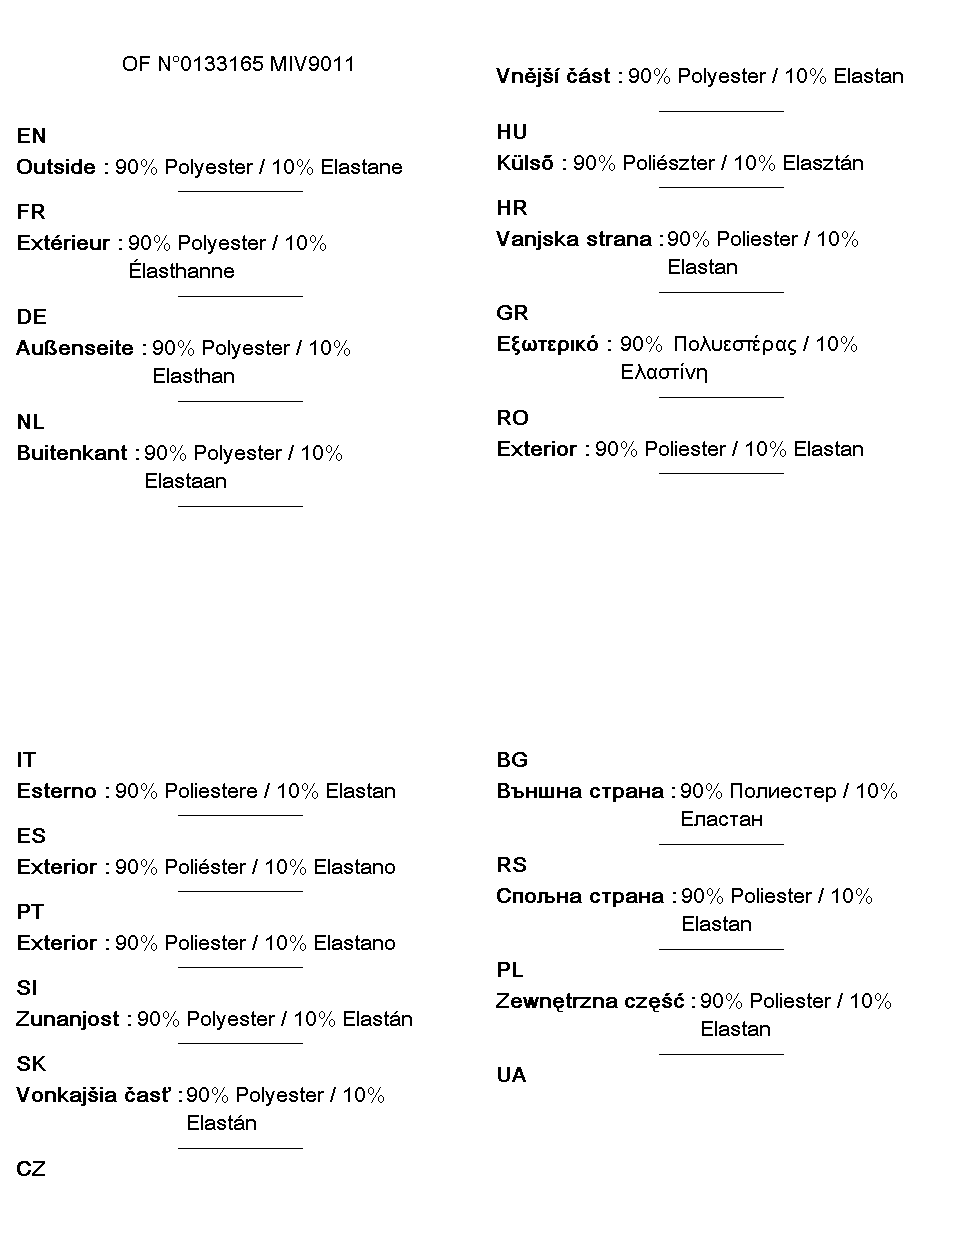 OF N°0133165 MIV9011
EN
Outside : 90% Polyester / 10% Elastane
FR
Extérieur : 90% Polyester / 10%
Élasthanne
DE
Außenseite : 90% Polyester / 10%
Elasthan
NL
Buitenkant : 90% Polyester / 10%
Elastaan
IT
Esterno : 90% Poliestere / 10% Elastan
ES
Exterior : 90% Poliéster / 10% Elastano
PT
Exterior : 90% Poliester / 10% Elastano
SI
Zunanjost : 90% Polyester / 10% Elastán
SK
Vonkajšia časť : 90% Polyester / 10%
Elastán
CZ
Vnější část : 90% Polyester / 10% Elastan
HU
Külsõ : 90% Poliészter / 10% Elasztán
HR
Vanjska strana : 90% Poliester / 10%
Elastan
GR
Εξωτερικό : 90% Πολυεστέρας / 10%
Ελαστίνη
RO
Exterior : 90% Poliester / 10% Elastan
BG
Външна страна : 90% Полиестер / 10%
Еластан
RS
Спољна страна : 90% Poliester / 10%
Elastan
PL
Zewnętrzna część : 90% Poliester / 10%
Elastan
UA